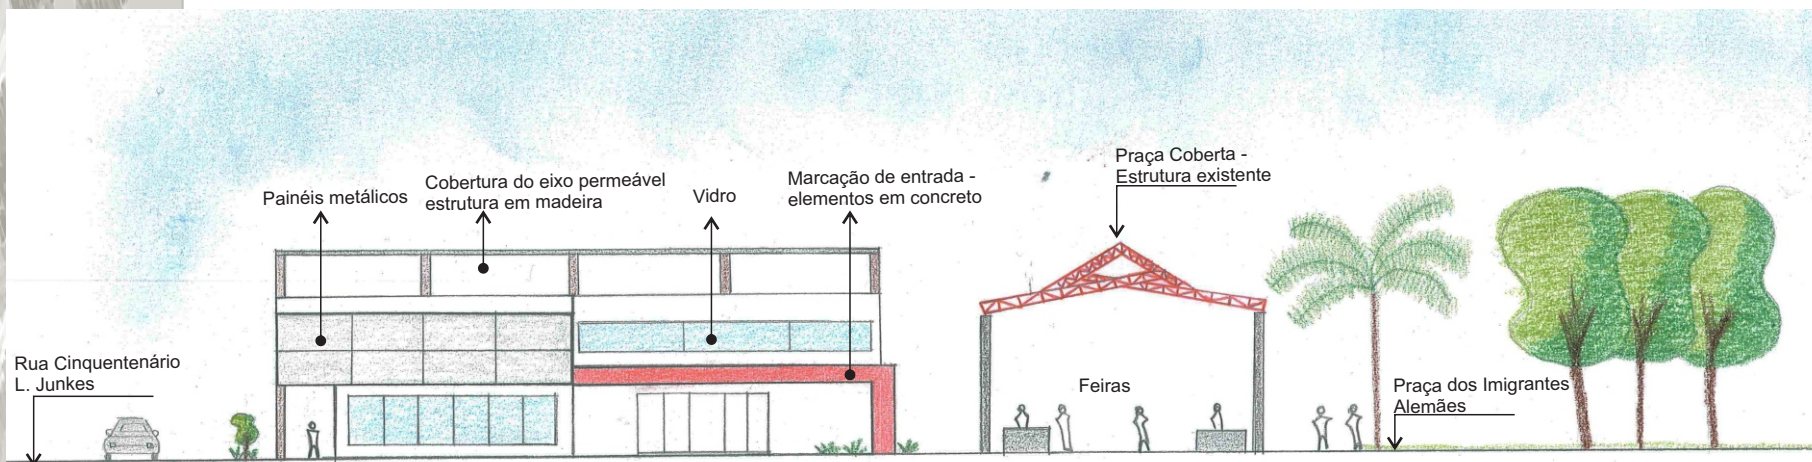 Painéis metálicos
Cobertura do eixo permeável
estrutura em madeira
Vidro
Marcação de entrada -
elementos em concreto
Praça Coberta -
Estrutura existente
Rua Cinquentenário
L. Junkes
Feiras
Praça dos Imigrantes
Alemães